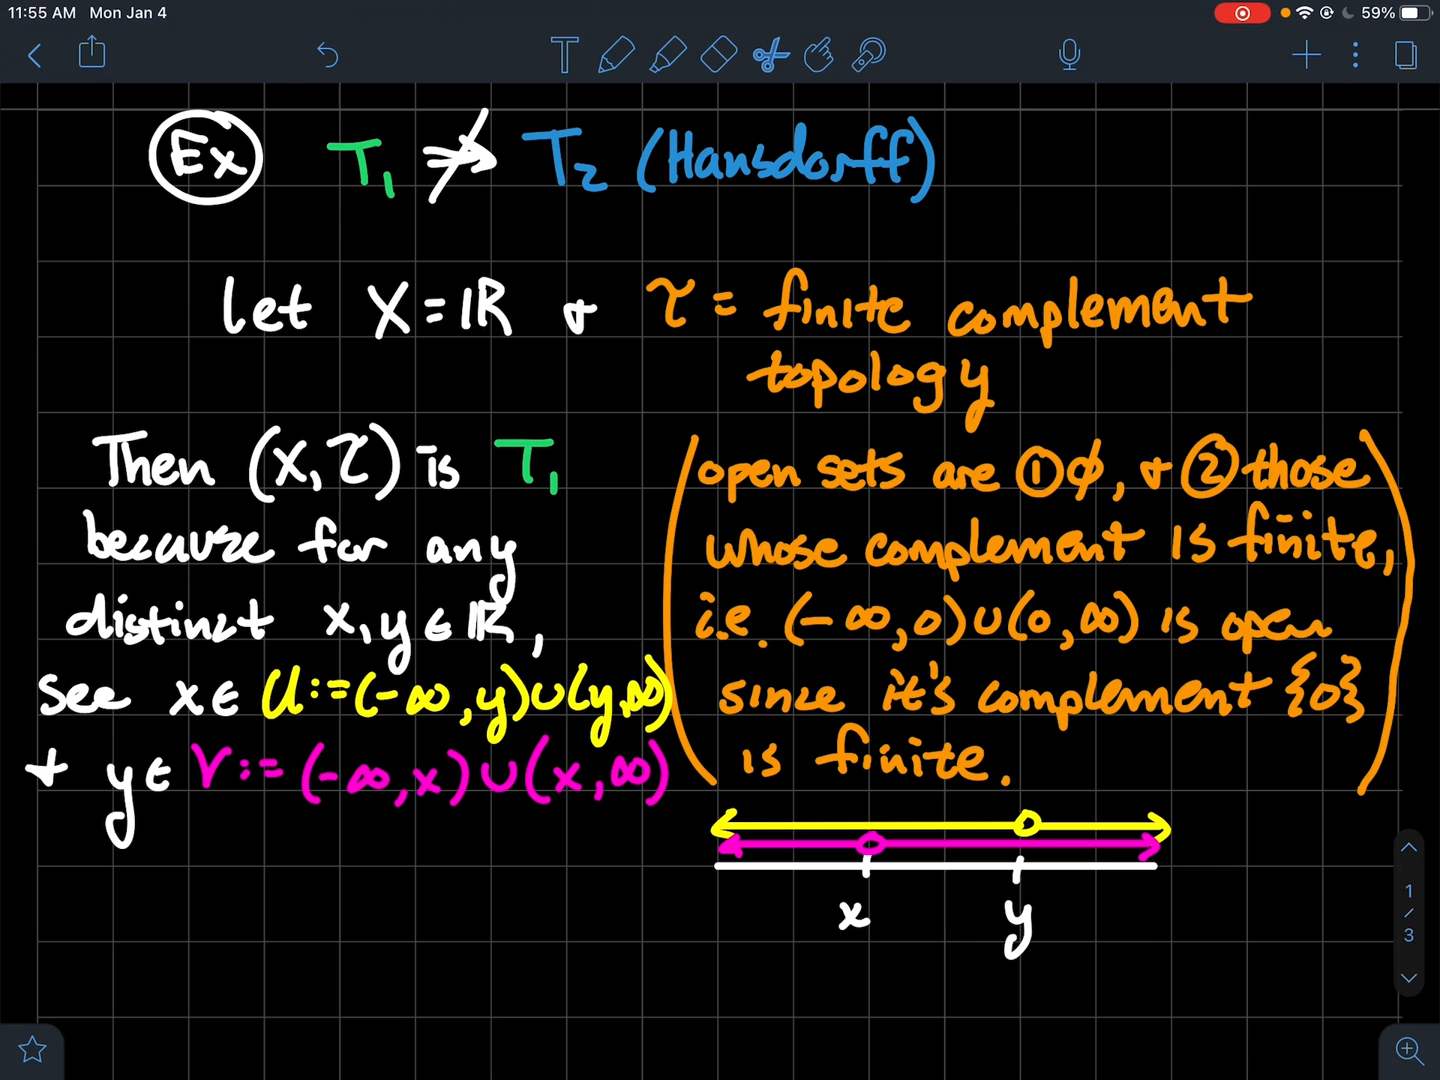 11:55 AM Mon Jan 4
59%
Ex T₁ ⇏ T₂ (Hausdorff)
Let X = ℝ & τ = finite complement
topology
Then (X, τ) is T₁
because for any
distinct x, y ∈ ℝ,
see x ∈ U := (-∞, y) ∪ (y, ∞)
& y ∈ V := (-∞, x) ∪ (x, ∞)
(open sets are ① ∅, & ② those
whose complement is finite,
i.e. (-∞, 0) ∪ (0, ∞) is open
since it's complement {0}
is finite.)
x y
1
/
3